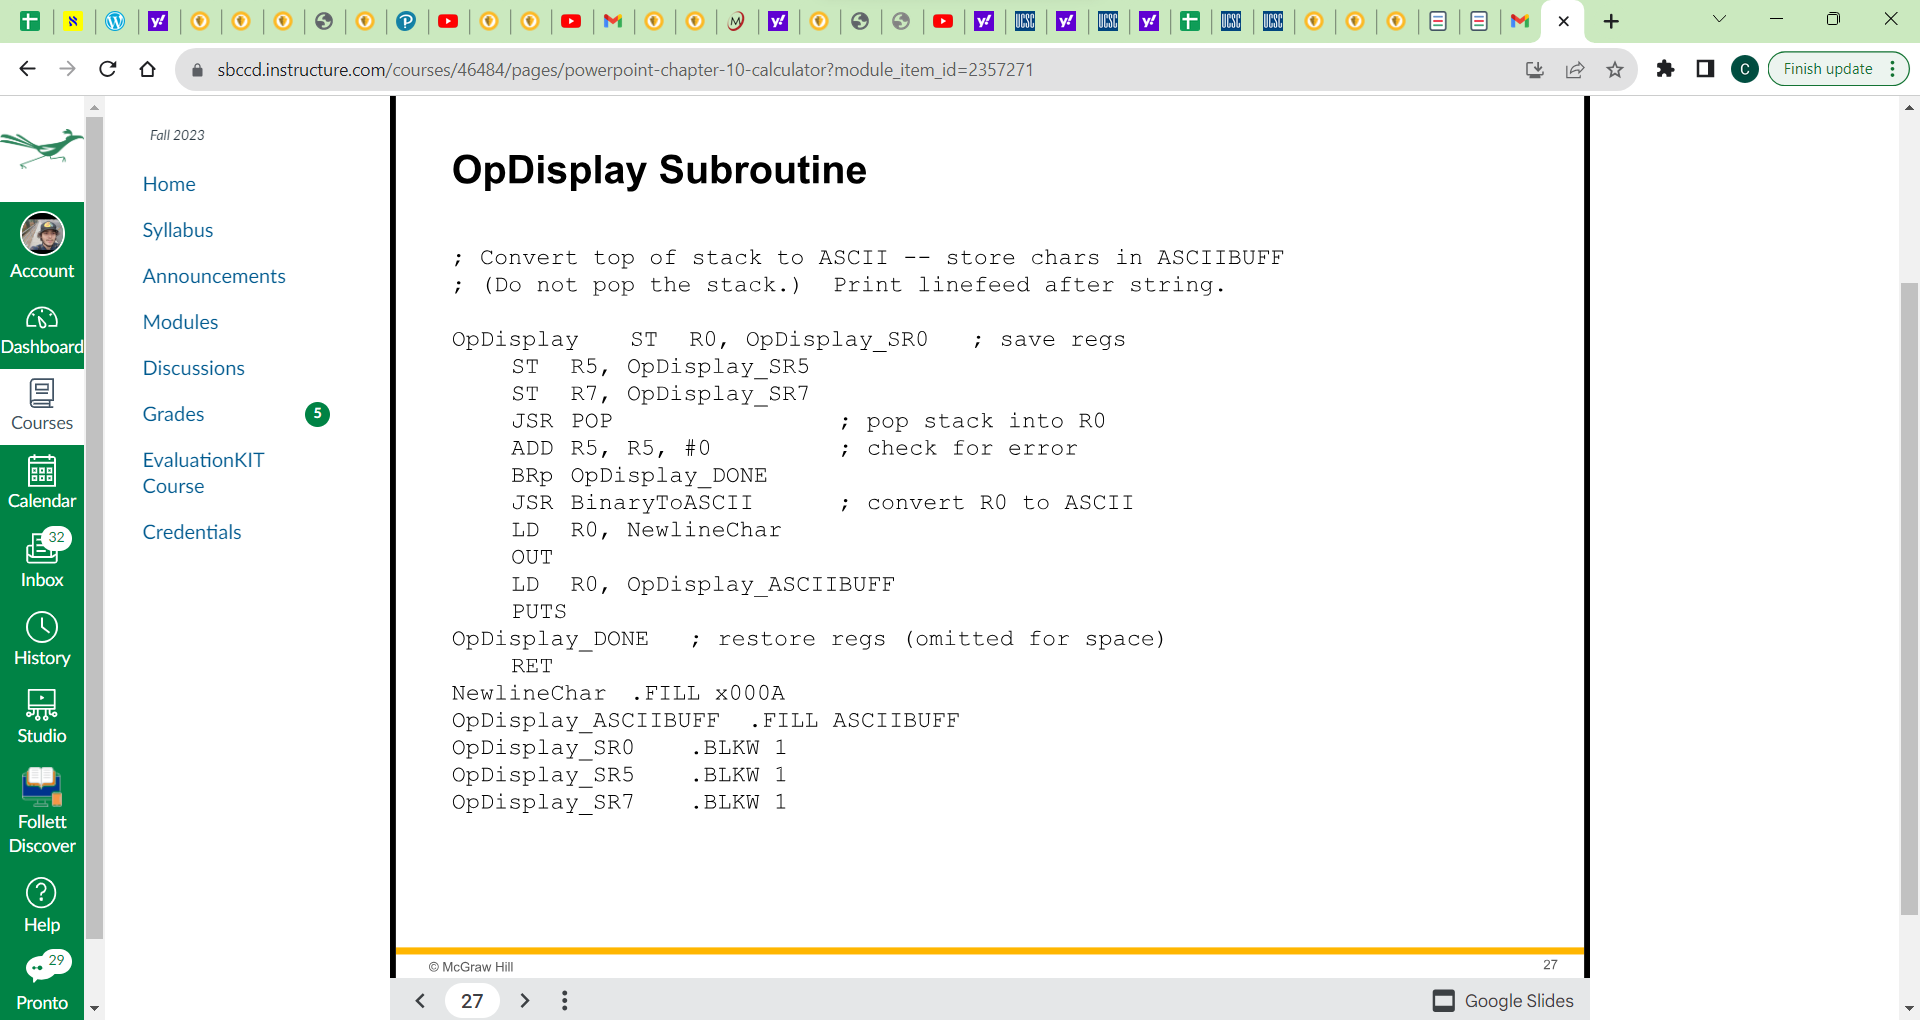 sbccd.instructure.com/courses/46484/pages/powerpoint-chapter-10-calculator?module_item_id=2357271
C
Finish update
Account
Dashboard
Courses
Calendar
32
Inbox
History
Studio
Follett
Discover
Help
29
Pronto
Fall 2023
Home
Syllabus
Announcements
Modules
Discussions
Grades 5
EvaluationKIT
Course
Credentials
OpDisplay Subroutine
; Convert top of stack to ASCII -- store chars in ASCIIBUFF
; (Do not pop the stack.) Print linefeed after string.
OpDisplay ST R0, OpDisplay_SR0 ; save regs
ST R5, OpDisplay_SR5
ST R7, OpDisplay_SR7
JSR POP ; pop stack into R0
ADD R5, R5, #0 ; check for error
BRp OpDisplay_DONE
JSR BinaryToASCII ; convert R0 to ASCII
LD R0, NewlineChar
OUT
LD R0, OpDisplay_ASCIIBUFF
PUTS
OpDisplay_DONE ; restore regs (omitted for space)
RET
NewlineChar .FILL x000A
OpDisplay_ASCIIBUFF .FILL ASCIIBUFF
OpDisplay_SR0 .BLKW 1
OpDisplay_SR5 .BLKW 1
OpDisplay_SR7 .BLKW 1
© McGraw Hill
27
27
Google Slides